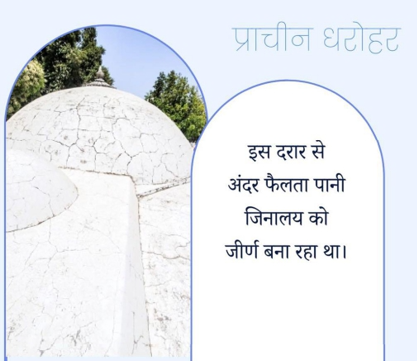 प्राचीन धरोहर
इस दरार से
अंदर फैलता पानी
जिनालय को
जीर्ण बना रहा था।